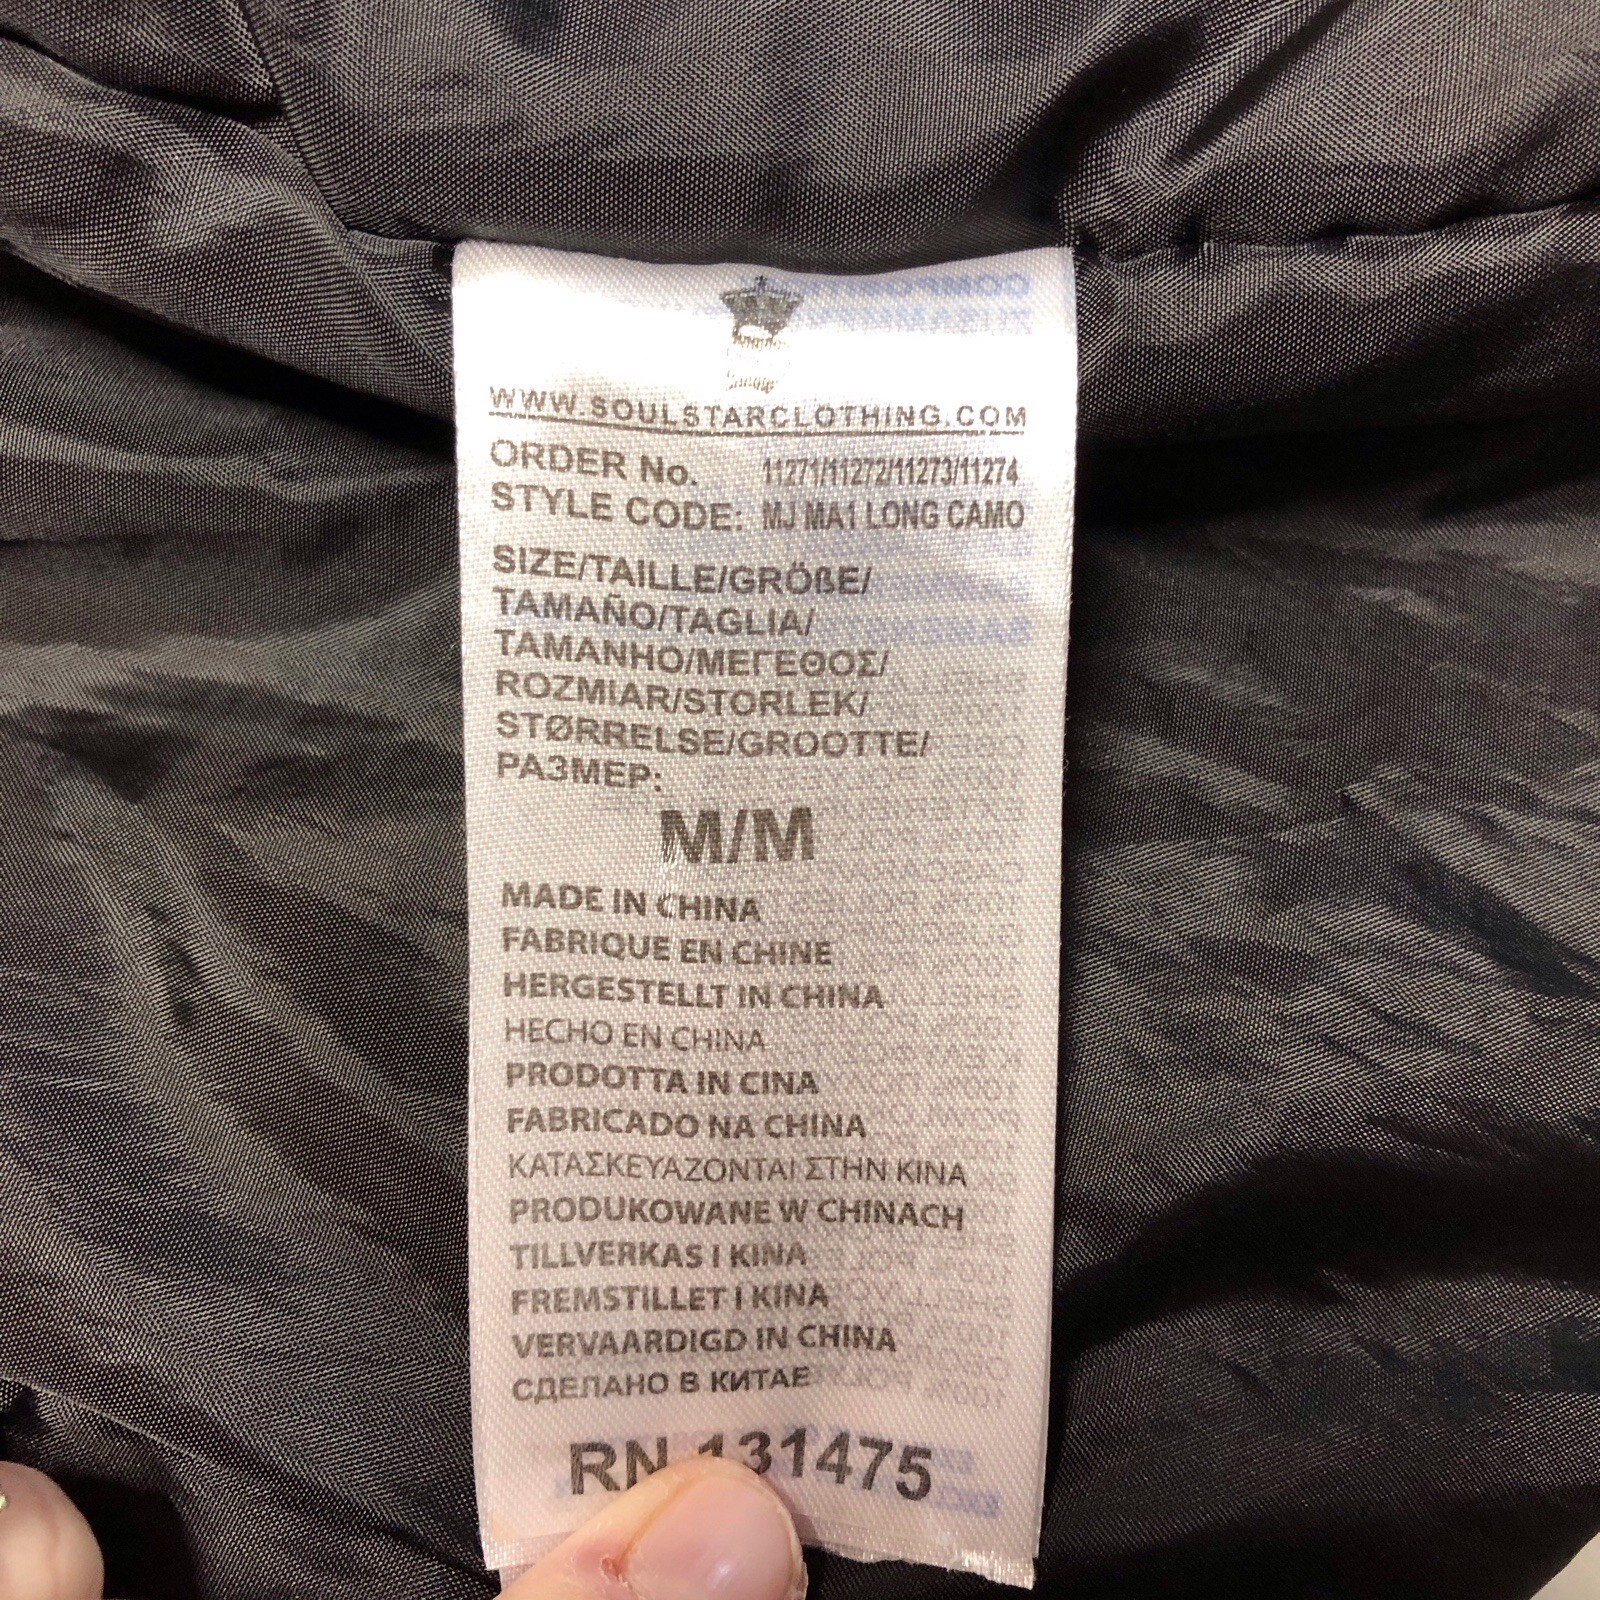 WWW.SOULSTARCLOTHING.COM
ORDER No. 11271/11272/11273/11274
STYLE CODE: MJ MA1 LONG CAMO
SIZE/TAILLE/GRÖßE/
TAMAÑO/TAGLIA/
TAMANHO/ΜΕΓΕΘΟΣ/
ROZMIAR/STORLEK/
STØRRELSE/GROOTTE/
РАЗМЕР:
M/M
MADE IN CHINA
FABRIQUE EN CHINE
HERGESTELLT IN CHINA
HECHO EN CHINA
PRODOTTA IN CINA
FABRICADO NA CHINA
ΚΑΤΑΣΚΕΥΑΖΟΝΤΑΙ ΣΤΗΝ ΚΙΝΑ
PRODUKOWANE W CHINACH
TILLVERKAS I KINA
FREMSTILLET I KINA
VERVAARDIGD IN CHINA
СДЕЛАНО В КИТАЕ
RN 131475